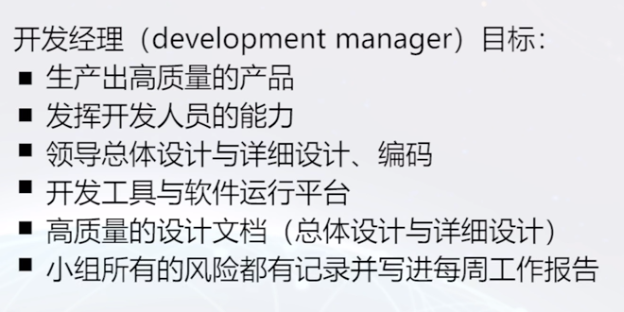 开发经理（development manager）目标：
■ 生产出高质量的产品
■ 发挥开发人员的能力
■ 领导总体设计与详细设计、编码
■ 开发工具与软件运行平台
■ 高质量的设计文档（总体设计与详细设计）
■ 小组所有的风险都有记录并写进每周工作报告